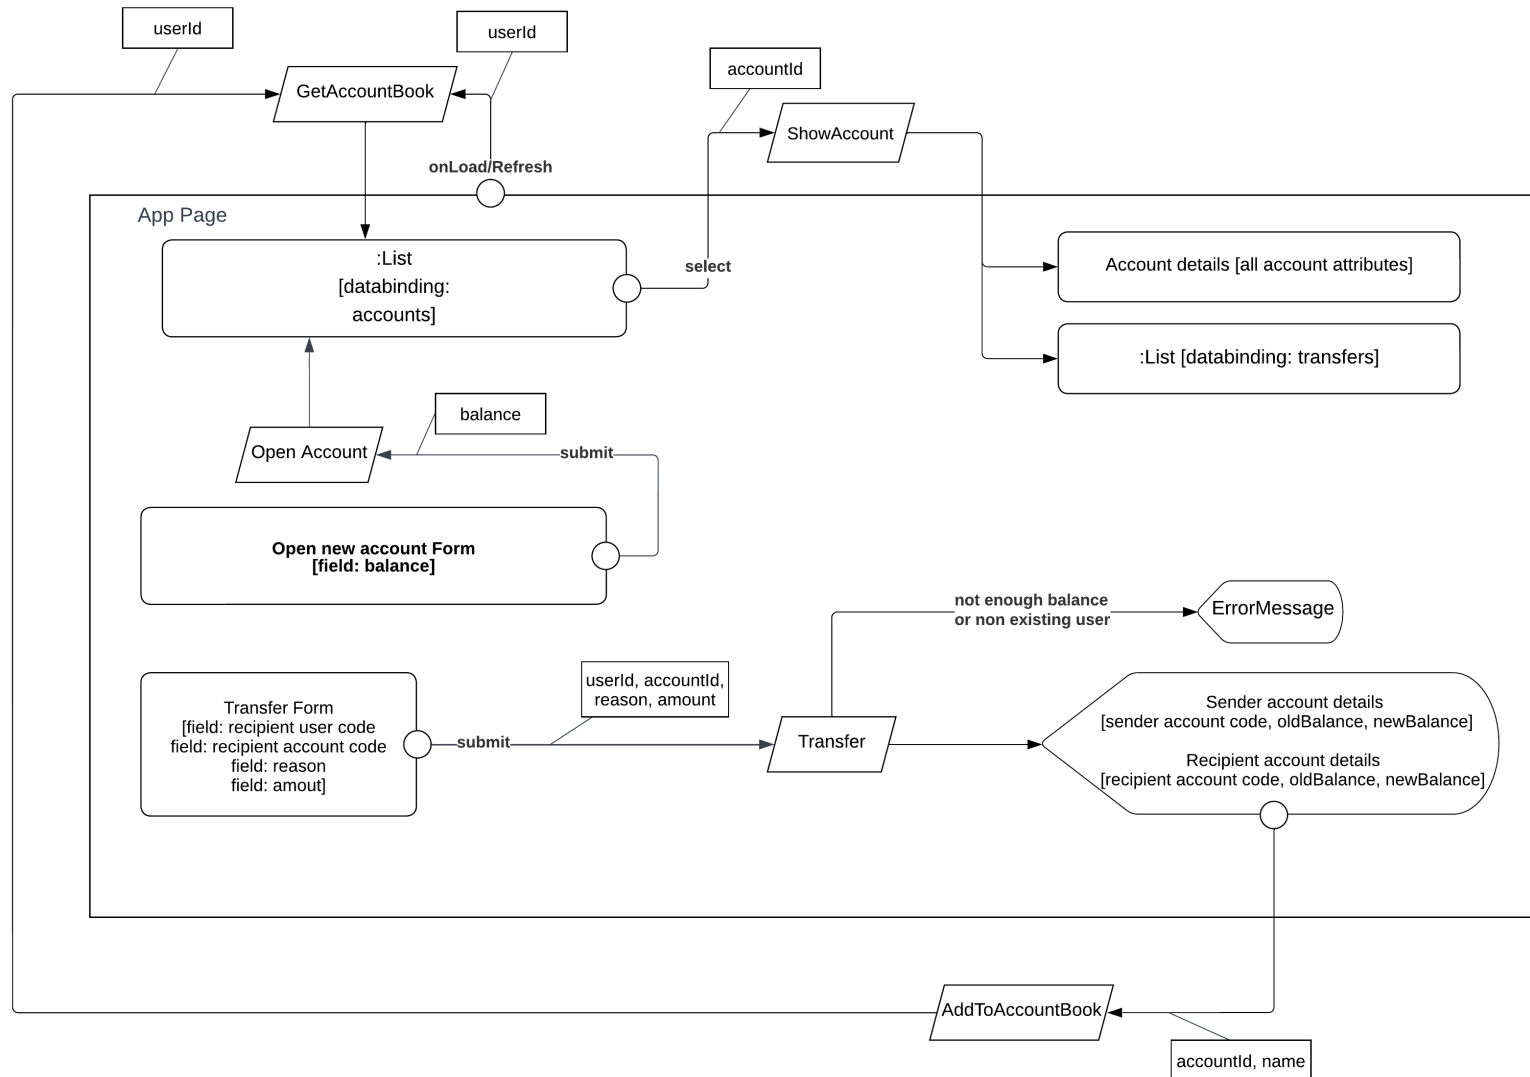 userId
userId
accountId
GetAccountBook
ShowAccount
onLoad/Refresh
App Page
:List
[databinding:
accounts]
select
Account details [all account attributes]
:List [databinding: transfers]
balance
Open Account
submit
Open new account Form
[field: balance]
not enough balance
or non existing user
ErrorMessage
userId, accountId,
reason, amount
Transfer Form
[field: recipient user code
field: recipient account code
field: reason
field: amout]
submit
Transfer
Sender account details
[sender account code, oldBalance, newBalance]
Recipient account details
[recipient account code, oldBalance, newBalance]
AddToAccountBook
accountId, name